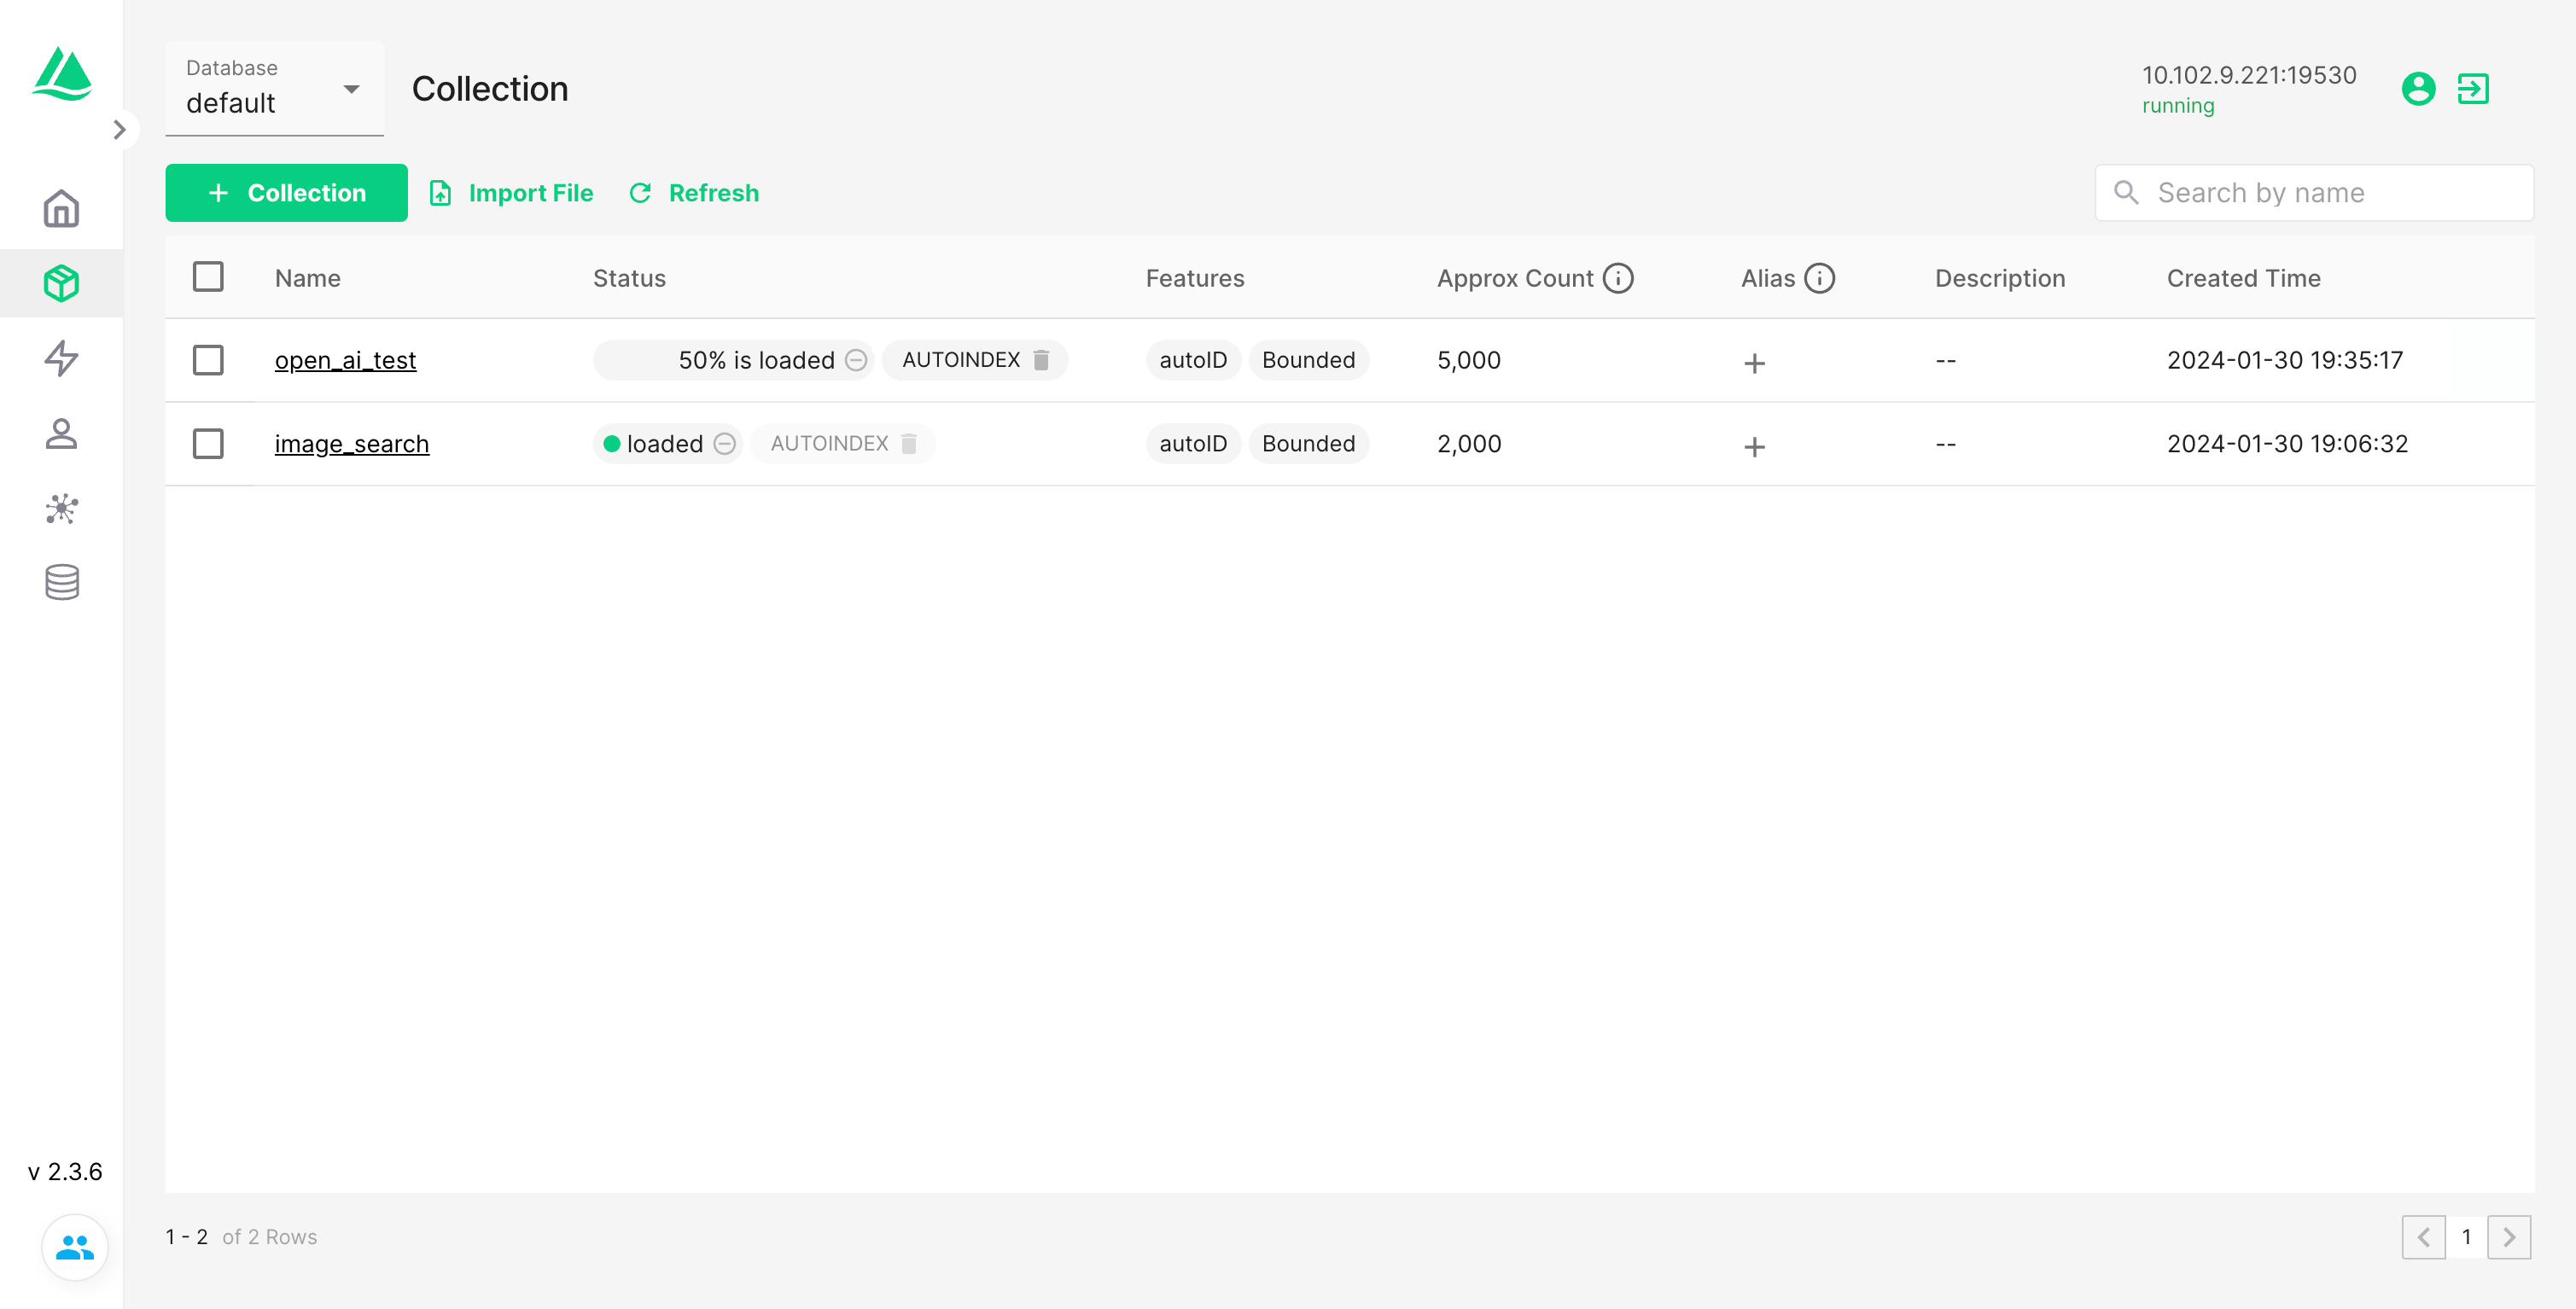 Database
default
Collection
10.102.9.221:19530
running
Collection Import File Refresh
Search by name
Name Status Features Approx Count Alias Description Created Time
open_ai_test 50% is loaded AUTOINDEX autoID Bounded 5,000 -- 2024-01-30 19:35:17
image_search loaded AUTOINDEX autoID Bounded 2,000 -- 2024-01-30 19:06:32
v 2.3.6
1 - 2 of 2 Rows
1